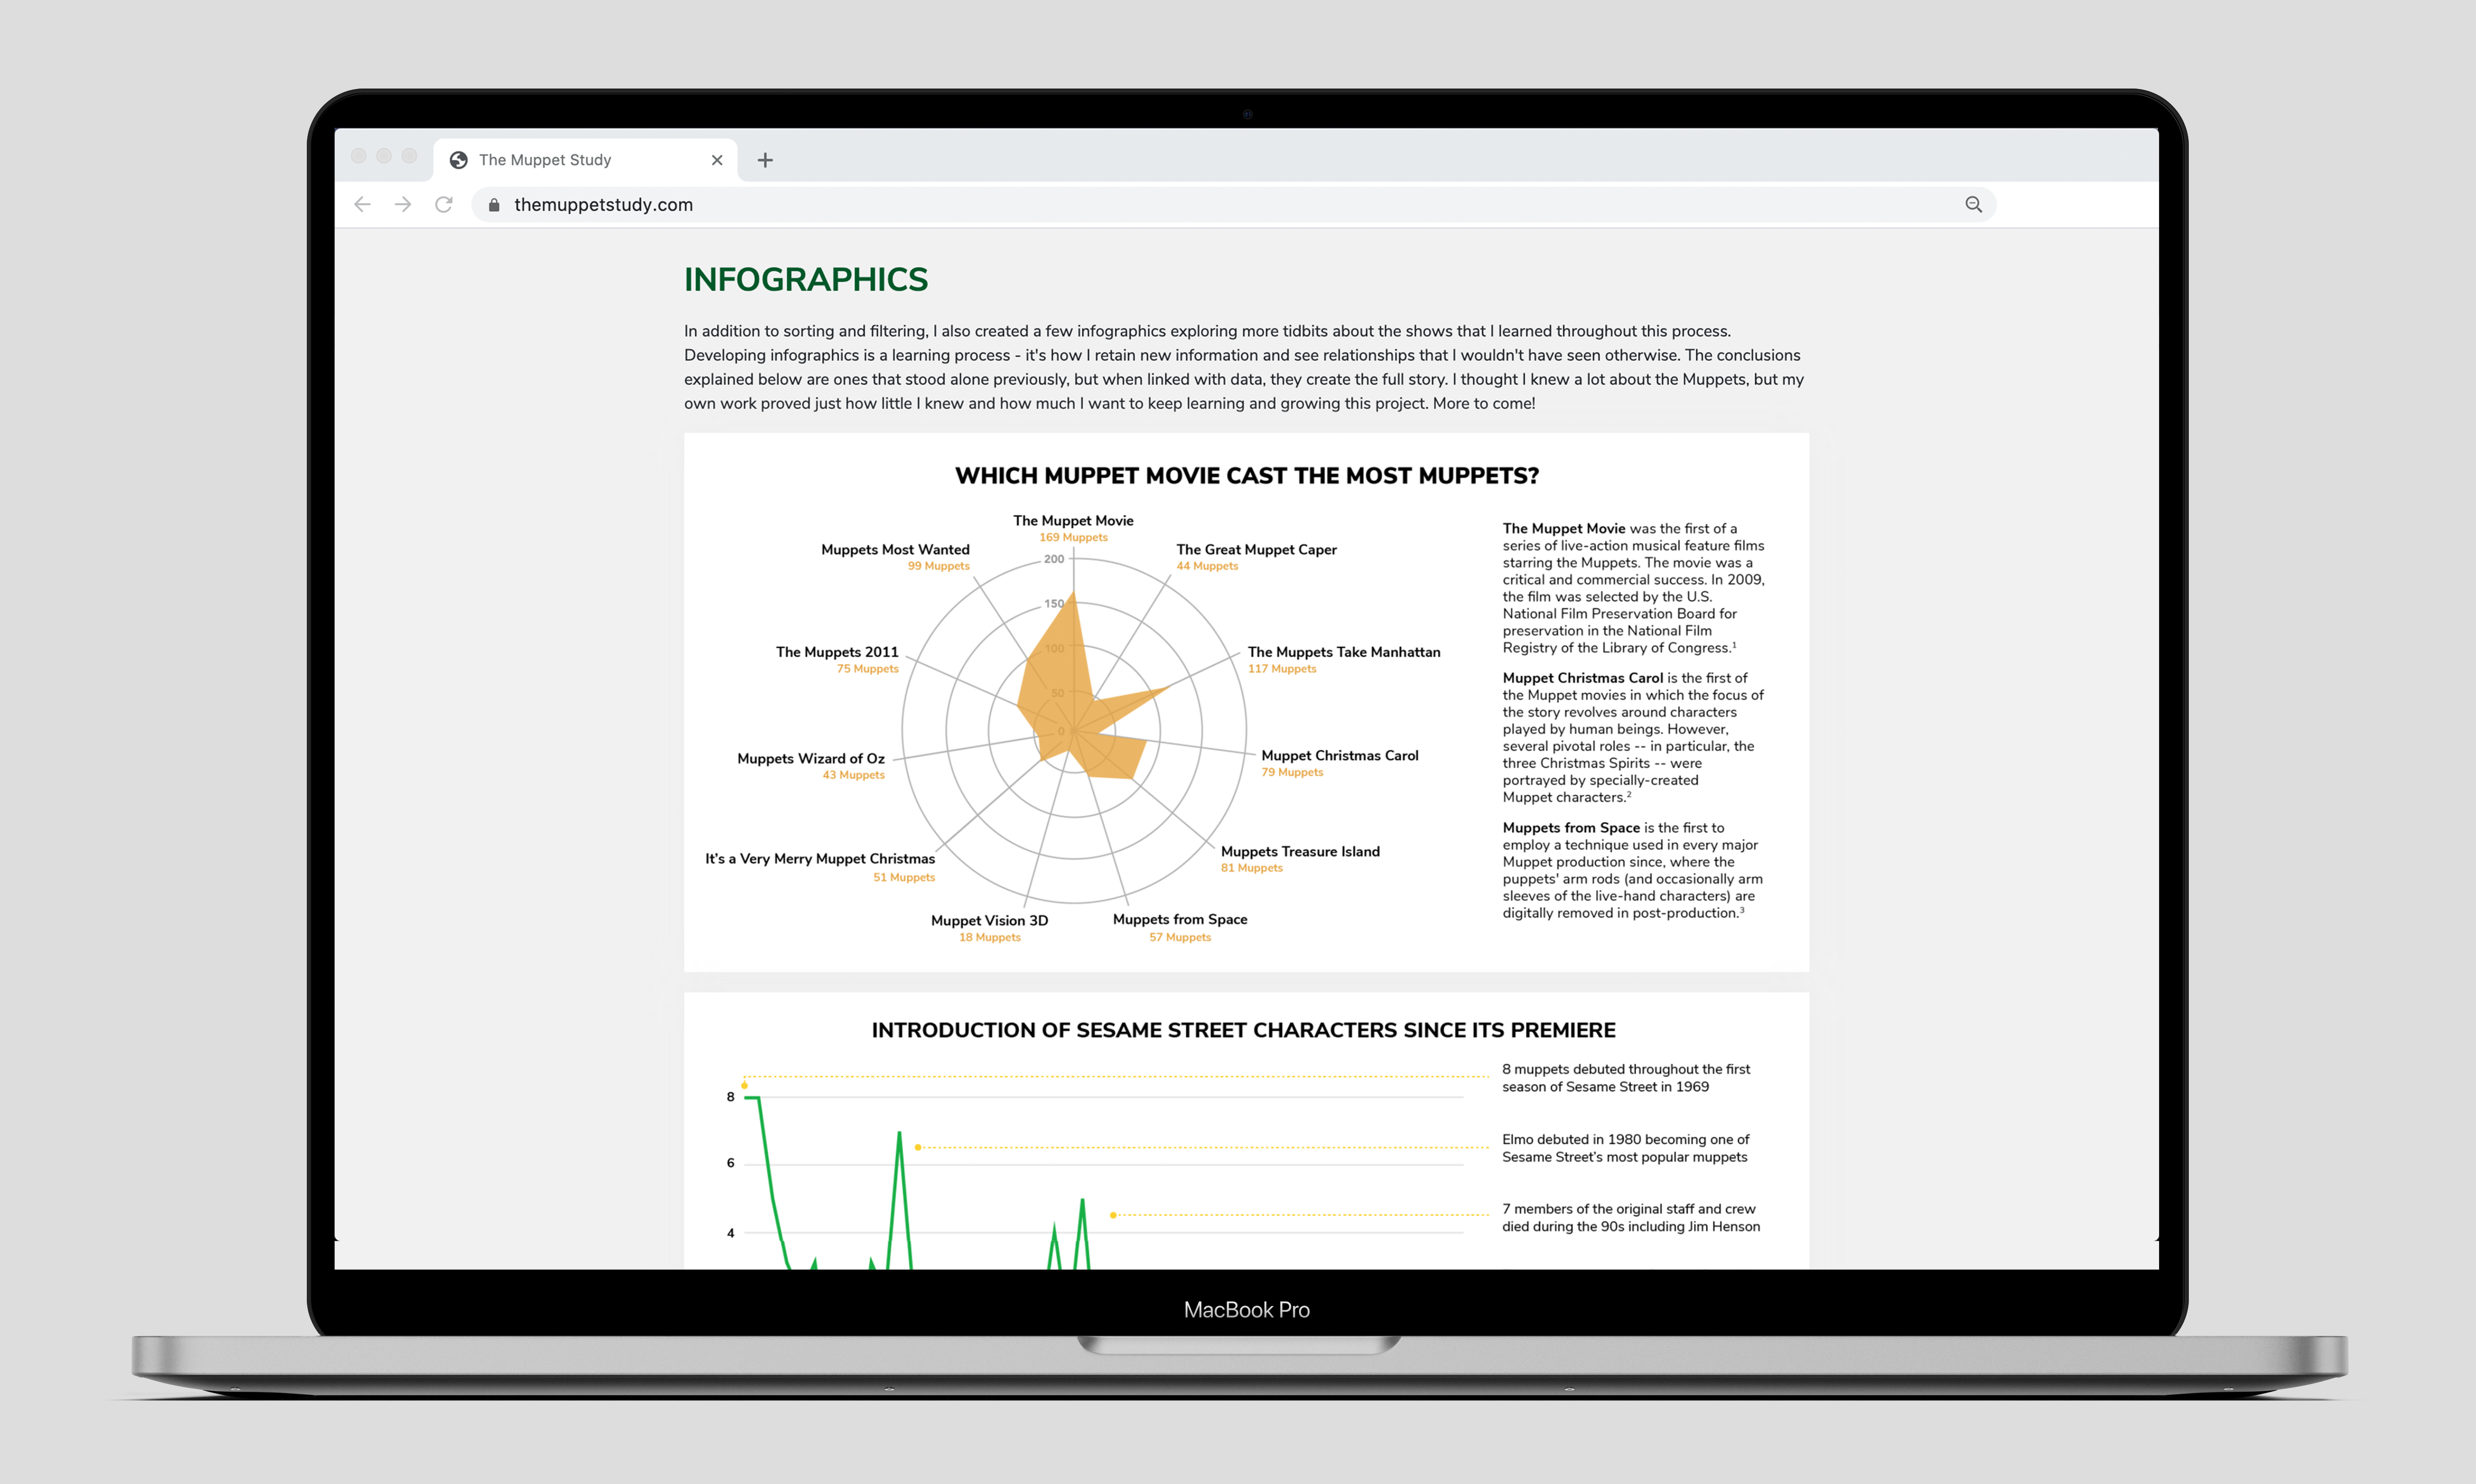 The Muppet Study
themuppetstudy.com
INFOGRAPHICS
In addition to sorting and filtering, I also created a few infographics exploring more tidbits about the shows that I learned throughout this process.
Developing infographics is a learning process - it's how I retain new information and see relationships that I wouldn't have seen otherwise. The conclusions
explained below are ones that stood alone previously, but when linked with data, they create the full story. I thought I knew a lot about the Muppets, but my
own work proved just how little I knew and how much I want to keep learning and growing this project. More to come!
WHICH MUPPET MOVIE CAST THE MOST MUPPETS?
The Muppet Movie
169 Muppets
The Great Muppet Caper
44 Muppets
The Muppets Take Manhattan
117 Muppets
Muppet Christmas Carol
79 Muppets
Muppets Treasure Island
81 Muppets
Muppets from Space
57 Muppets
Muppet Vision 3D
18 Muppets
It's a Very Merry Muppet Christmas
51 Muppets
Muppets Wizard of Oz
43 Muppets
The Muppets 2011
75 Muppets
Muppets Most Wanted
99 Muppets
200
150
100
50
0
The Muppet Movie was the first of a
series of live-action musical feature films
starring the Muppets. The movie was a
critical and commercial success. In 2009,
the film was selected by the U.S.
National Film Preservation Board for
preservation in the National Film
Registry of the Library of Congress.¹
Muppet Christmas Carol is the first of
the Muppet movies in which the focus of
the story revolves around characters
played by human beings. However,
several pivotal roles -- in particular, the
three Christmas Spirits -- were
portrayed by specially-created
Muppet characters.²
Muppets from Space is the first to
employ a technique used in every major
Muppet production since, where the
puppets' arm rods (and occasionally arm
sleeves of the live-hand characters) are
digitally removed in post-production.³
INTRODUCTION OF SESAME STREET CHARACTERS SINCE ITS PREMIERE
8
6
4
8 muppets debuted throughout the first
season of Sesame Street in 1969
Elmo debuted in 1980 becoming one of
Sesame Street's most popular muppets
7 members of the original staff and crew
died during the 90s including Jim Henson
MacBook Pro